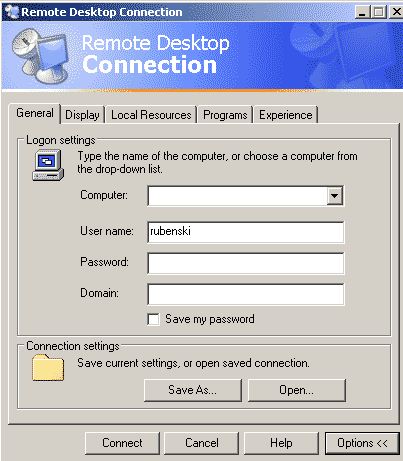 Remote Desktop Connection
Remote Desktop
Connection
General Display Local Resources Programs Experience
Logon settings
Type the name of the computer, or choose a computer from
the drop-down list.
Computer:
User name: rubenski
Password:
Domain:
Save my password
Connection settings
Save current settings, or open saved connection.
Save As... Open...
Connect Cancel Help Options <<